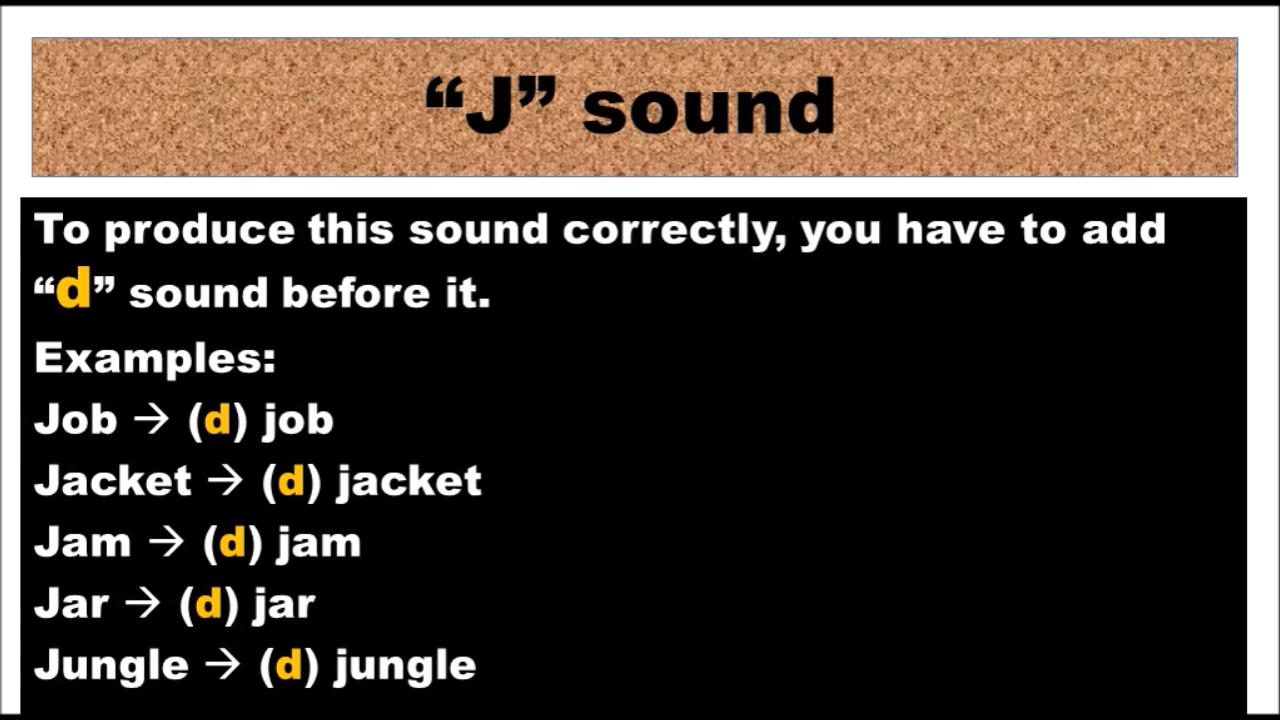 “J” sound
To produce this sound correctly, you have to add
“d” sound before it.
Examples:
Job → (d) job
Jacket → (d) jacket
Jam → (d) jam
Jar → (d) jar
Jungle → (d) jungle